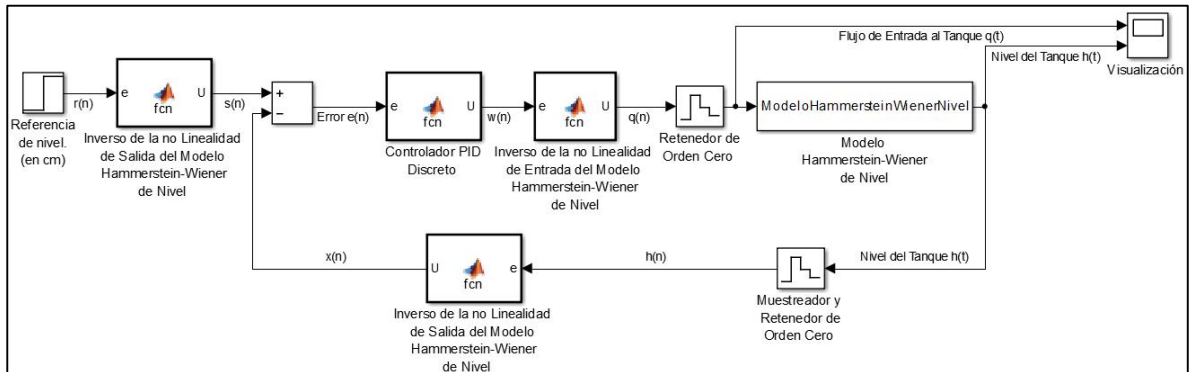 Flujo de Entrada al Tanque q(t)
Nivel del Tanque h(t)
Visualización
r(n)
Referencia
de nivel.
(en cm)
e
U
fcn
Inverso de la no Linealidad
de Salida del Modelo
Hammerstein-Wiener
de Nivel
s(n)
+
−
Error e(n)
e
U
fcn
Controlador PID
Discreto
w(n)
e
U
fcn
Inverso de la no Linealidad
de Entrada del Modelo
Hammerstein-Wiener
de Nivel
q(n)
Retenedor de
Orden Cero
ModeloHammersteinWienerNivel
Modelo
Hammerstein-Wiener
de Nivel
x(n)
U
e
fcn
Inverso de la no Linealidad
de Salida del Modelo
Hammerstein-Wiener
de Nivel
h(n)
Muestreador y
Retenedor de
Orden Cero
Nivel del Tanque h(t)